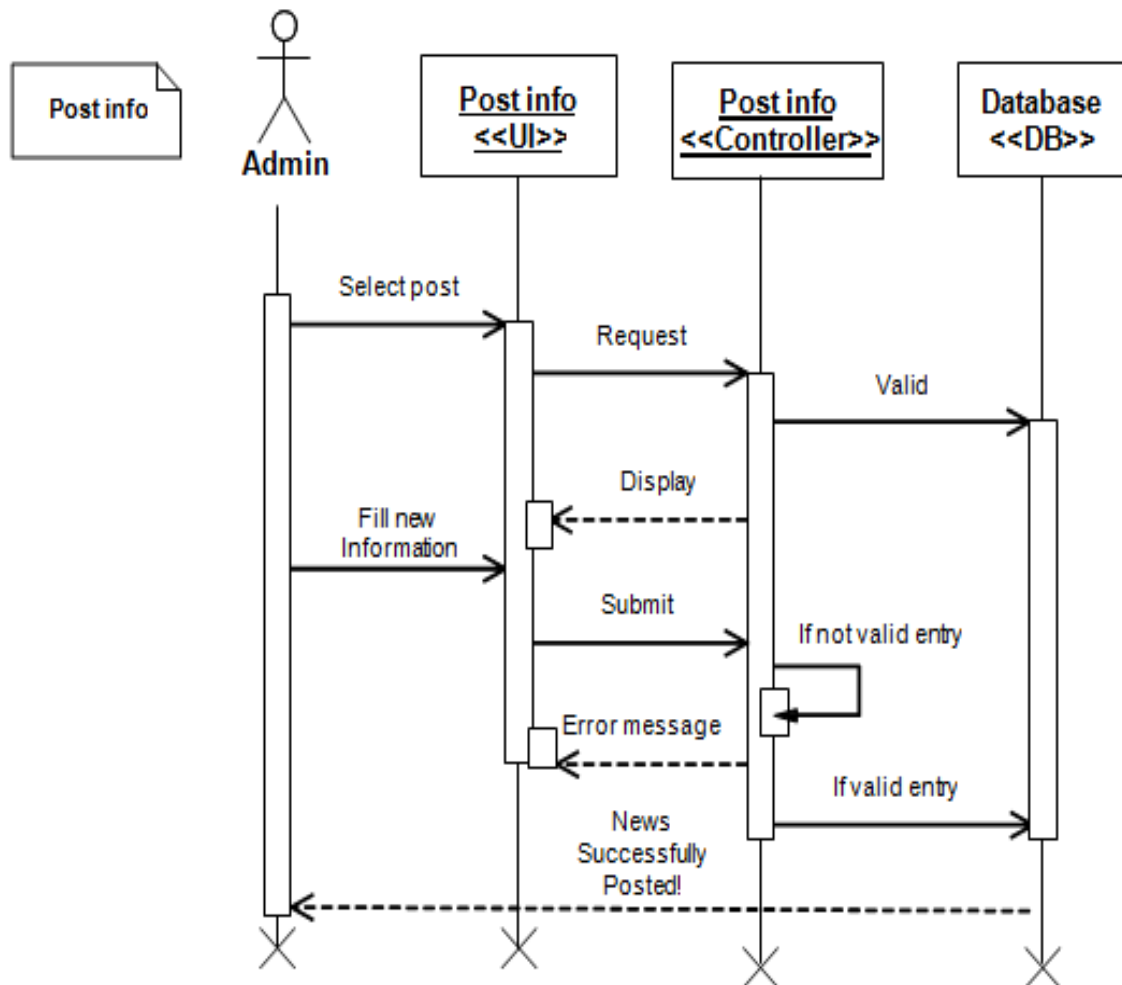 Post info
Admin
Post info
<<UI>>
Post info
<<Controller>>
Database
<<DB>>
Select post
Request
Valid
Display
Fill new
Information
Submit
If not valid entry
Error message
If valid entry
News
Successfully
Posted!